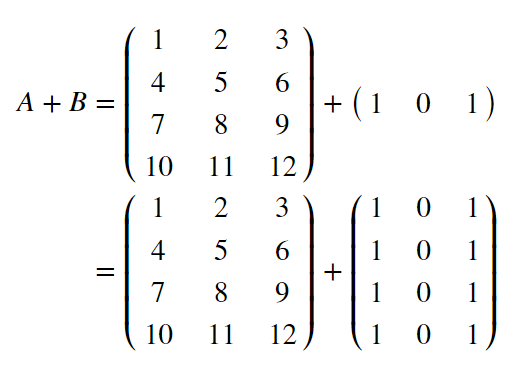 A + B = ( 1 2 3 ) + ( 1 0 1 )
4 5 6
7 8 9
10 11 12
= ( 1 2 3 ) + ( 1 0 1 )
4 5 6 1 0 1
7 8 9 1 0 1
10 11 12 1 0 1